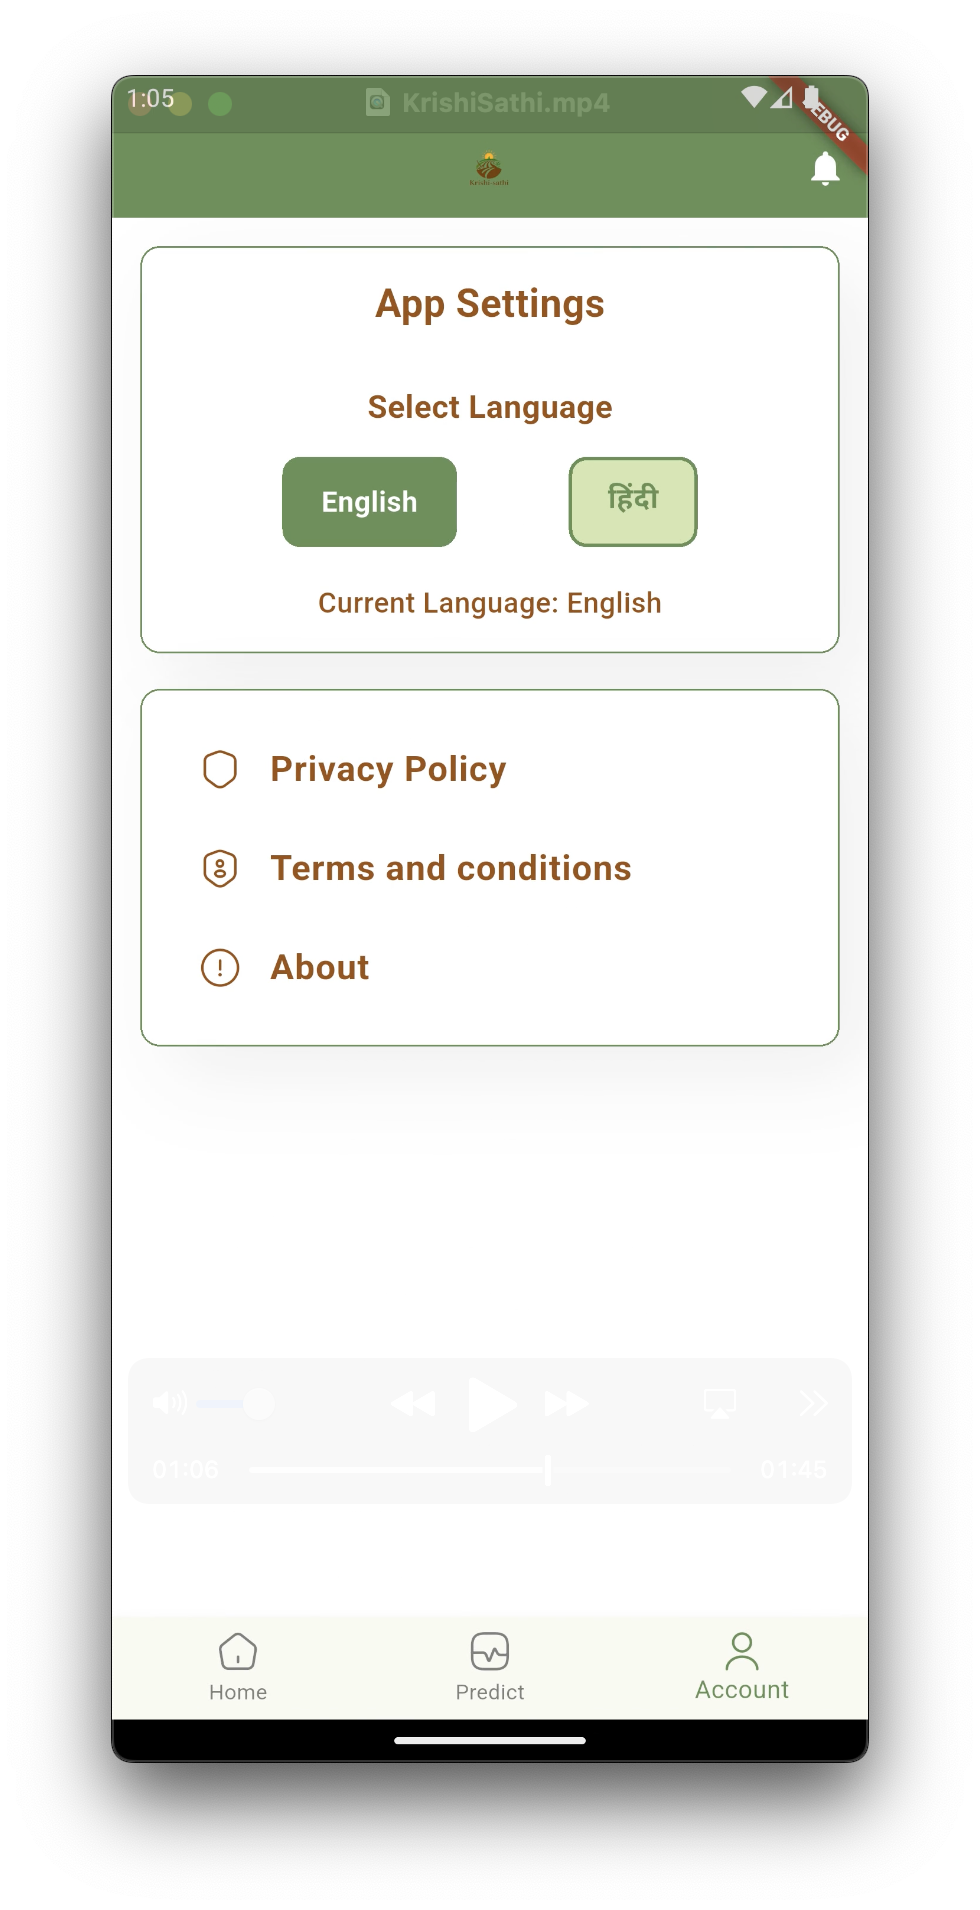 1:05
KrishiSathi.mp4
Krishi sathi
App Settings
Select Language
English
हिंदी
Current Language: English
Privacy Policy
Terms and conditions
About
01:06
01:45
Home
Predict
Account